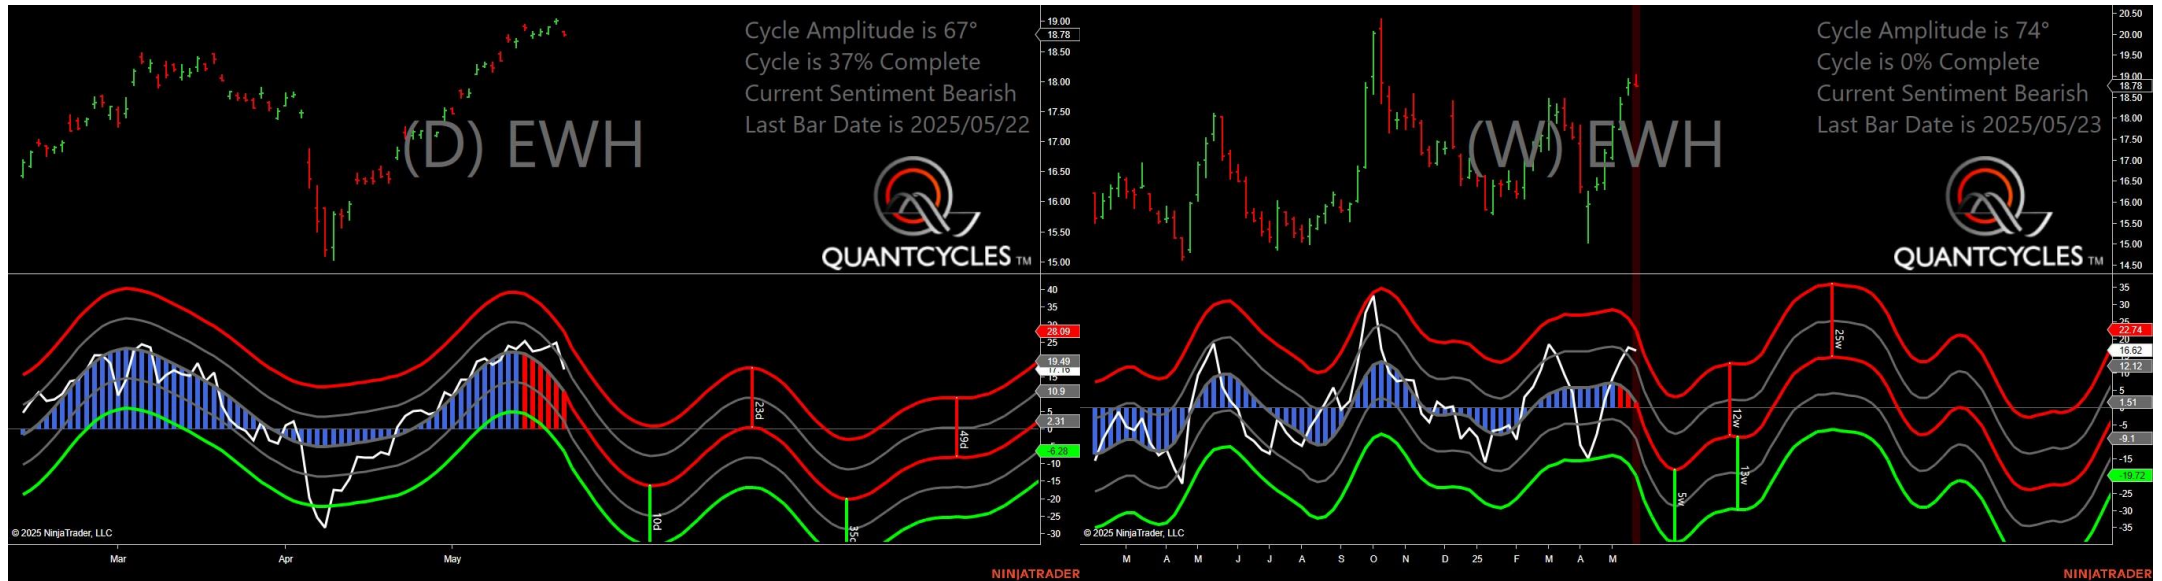 Cycle Amplitude is 67°
Cycle is 37% Complete
Current Sentiment Bearish
Last Bar Date is 2025/05/22
(D) EWH
QUANTCYCLES TM
19.00
18.78
18.50
18.00
17.50
17.00
16.50
16.00
15.50
15.00
40
35
28.09
25
19.49
17.16
15
10.9
5
2.31
0
-6.28
-10
-15
-20
-25
-30
10d
23d
35d
49d
© 2025 NinjaTrader, LLC
Mar
Apr
May
NINJATRADER
Cycle Amplitude is 74°
Cycle is 0% Complete
Current Sentiment Bearish
Last Bar Date is 2025/05/23
(W) EWH
QUANTCYCLES TM
20.50
20.00
19.50
19.00
18.78
18.50
18.00
17.50
17.00
16.50
16.00
15.50
15.00
14.50
35
30
22.74
16.62
12.12
5
1.51
-5
-9.1
-15
-19.72
-25
-30
-35
5w
12w
13w
25w
© 2025 NinjaTrader, LLC
M
A
M
J
J
A
S
O
N
D
25
F
M
A
M
NINJATRADER